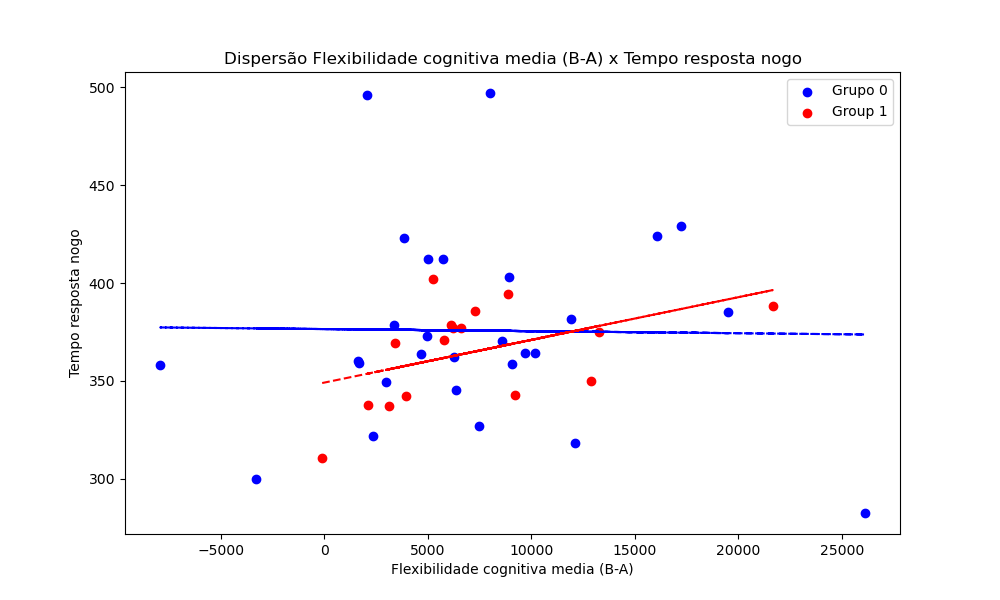 Dispersão Flexibilidade cognitiva media (B-A) x Tempo resposta nogo
Grupo 0
Group 1
500
450
400
350
300
Tempo resposta nogo
−5000 0 5000 10000 15000 20000 25000
Flexibilidade cognitiva media (B-A)